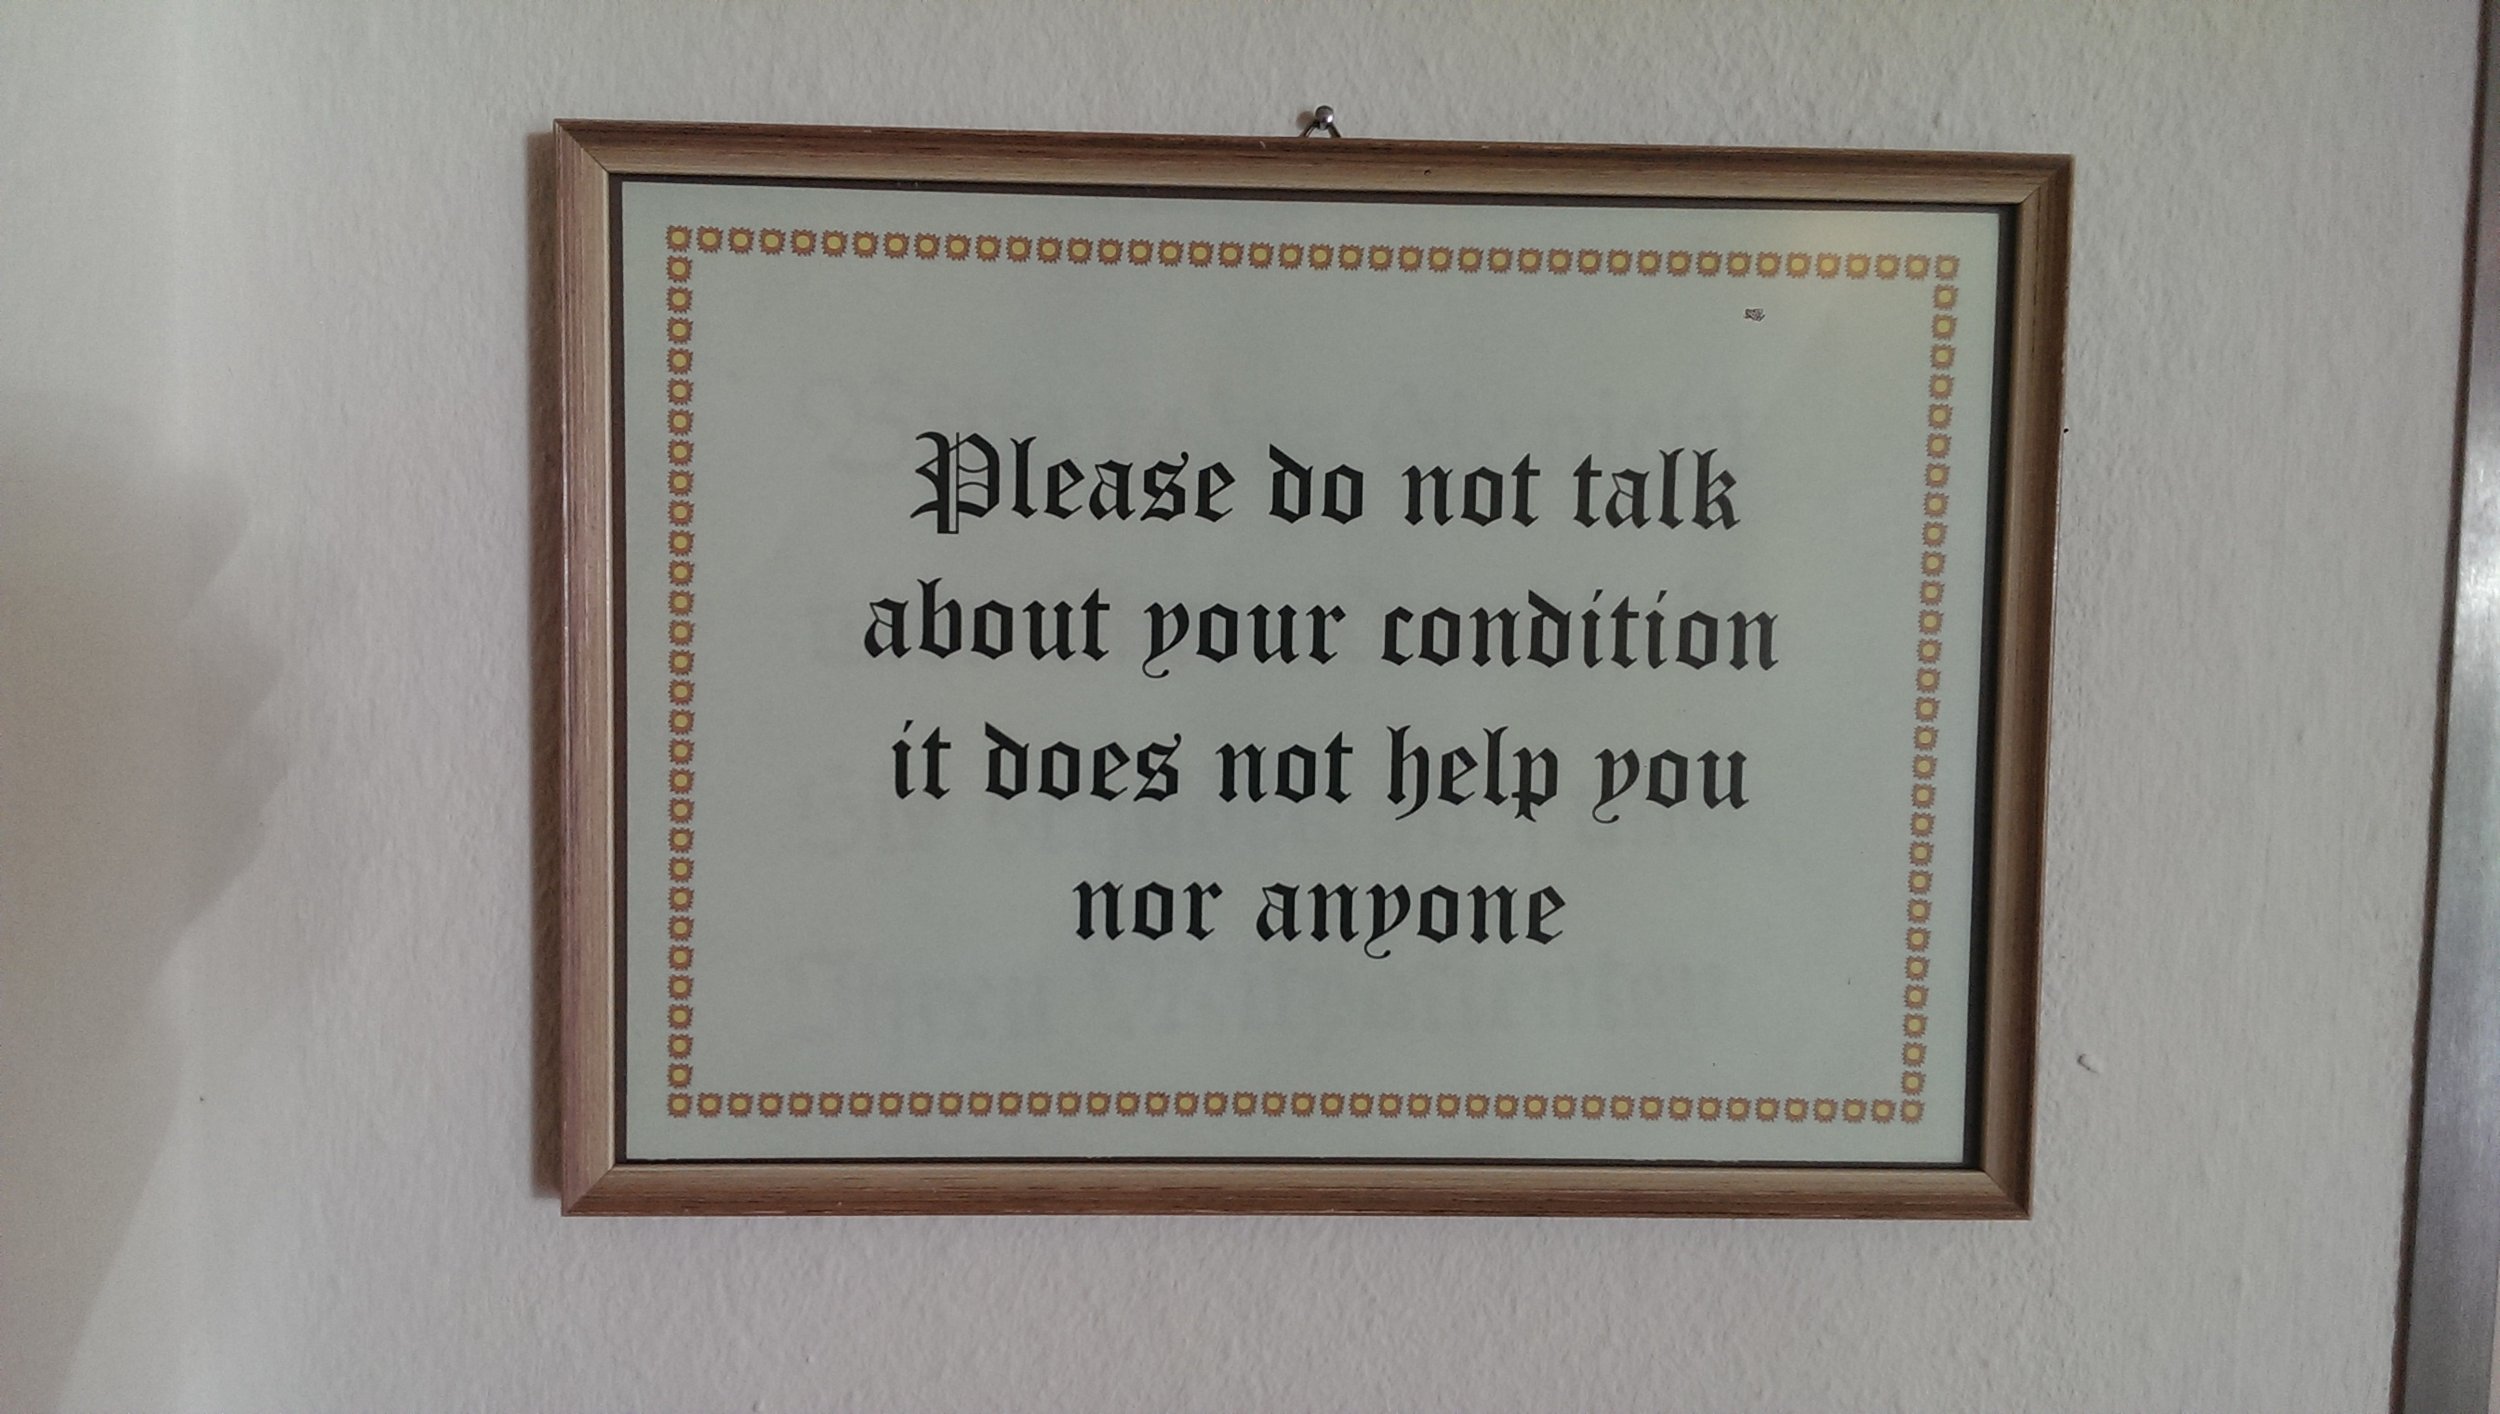 Please do not talk
about your condition
it does not help you
nor anyone